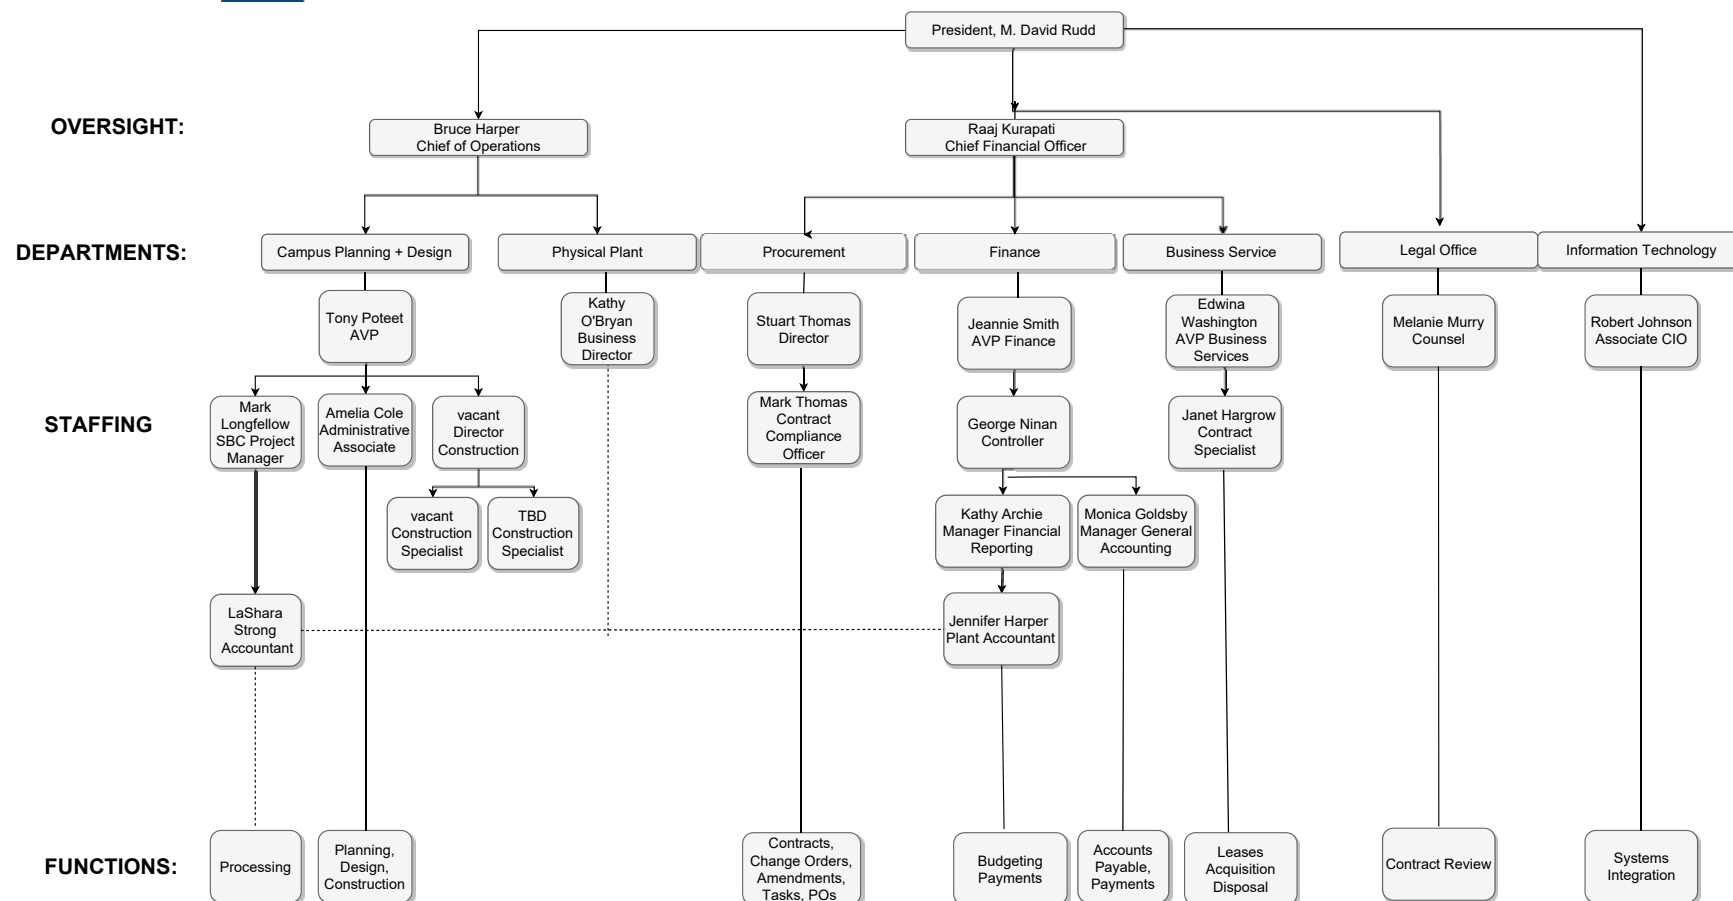 President, M. David Rudd
OVERSIGHT:
Bruce Harper
Chief of Operations
Raaj Kurapati
Chief Financial Officer
DEPARTMENTS:
Campus Planning + Design
Physical Plant
Procurement
Finance
Business Service
Legal Office
Information Technology
Tony Poteet
AVP
Kathy
O'Bryan
Business
Director
Stuart Thomas
Director
Jeannie Smith
AVP Finance
Edwina
Washington
AVP Business
Services
Melanie Murry
Counsel
Robert Johnson
Associate CIO
STAFFING
Mark
Longfellow
SBC Project
Manager
Amelia Cole
Administrative
Associate
vacant
Director
Construction
Mark Thomas
Contract
Compliance
Officer
George Ninan
Controller
Janet Hargrow
Contract
Specialist
vacant
Construction
Specialist
TBD
Construction
Specialist
Kathy Archie
Manager Financial
Reporting
Monica Goldsby
Manager General
Accounting
LaShara
Strong
Accountant
Jennifer Harper
Plant Accountant
FUNCTIONS:
Processing
Planning,
Design,
Construction
Contracts,
Change Orders,
Amendments,
Tasks, POs
Budgeting
Payments
Accounts
Payable,
Payments
Leases
Acquisition
Disposal
Contract Review
Systems
Integration